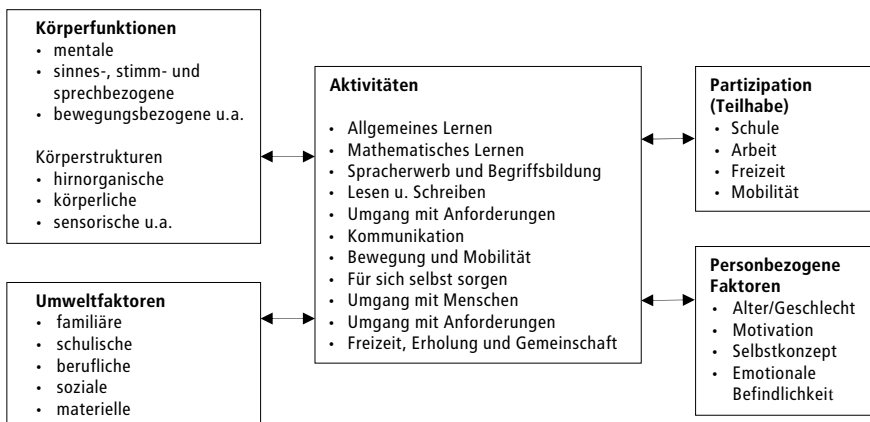 Körperfunktionen
• mentale
• sinnes-, stimm- und
sprechbezogene
• bewegungsbezogene u.a.
Körperstrukturen
• hirnorganische
• körperliche
• sensorische u.a.
Umweltfaktoren
• familiäre
• schulische
• berufliche
• soziale
• materielle
Aktivitäten
• Allgemeines Lernen
• Mathematisches Lernen
• Spracherwerb und Begriffsbildung
• Lesen u. Schreiben
• Umgang mit Anforderungen
• Kommunikation
• Bewegung und Mobilität
• Für sich selbst sorgen
• Umgang mit Menschen
• Umgang mit Anforderungen
• Freizeit, Erholung und Gemeinschaft
Partizipation
(Teilhabe)
• Schule
• Arbeit
• Freizeit
• Mobilität
Personbezogene
Faktoren
• Alter/Geschlecht
• Motivation
• Selbstkonzept
• Emotionale
Befindlichkeit